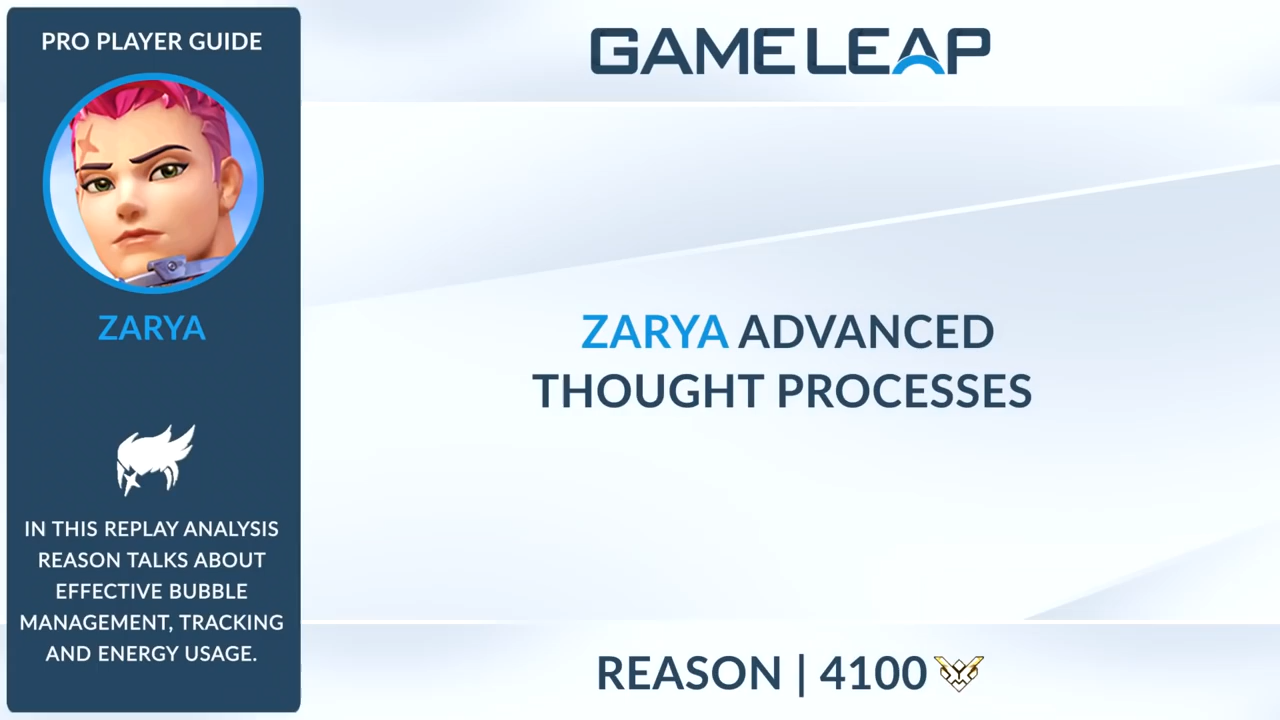 PRO PLAYER GUIDE
ZARYA
IN THIS REPLAY ANALYSIS
REASON TALKS ABOUT
EFFECTIVE BUBBLE
MANAGEMENT, TRACKING
AND ENERGY USAGE.
GAMELEAP
ZARYA ADVANCED
THOUGHT PROCESSES
REASON | 4100